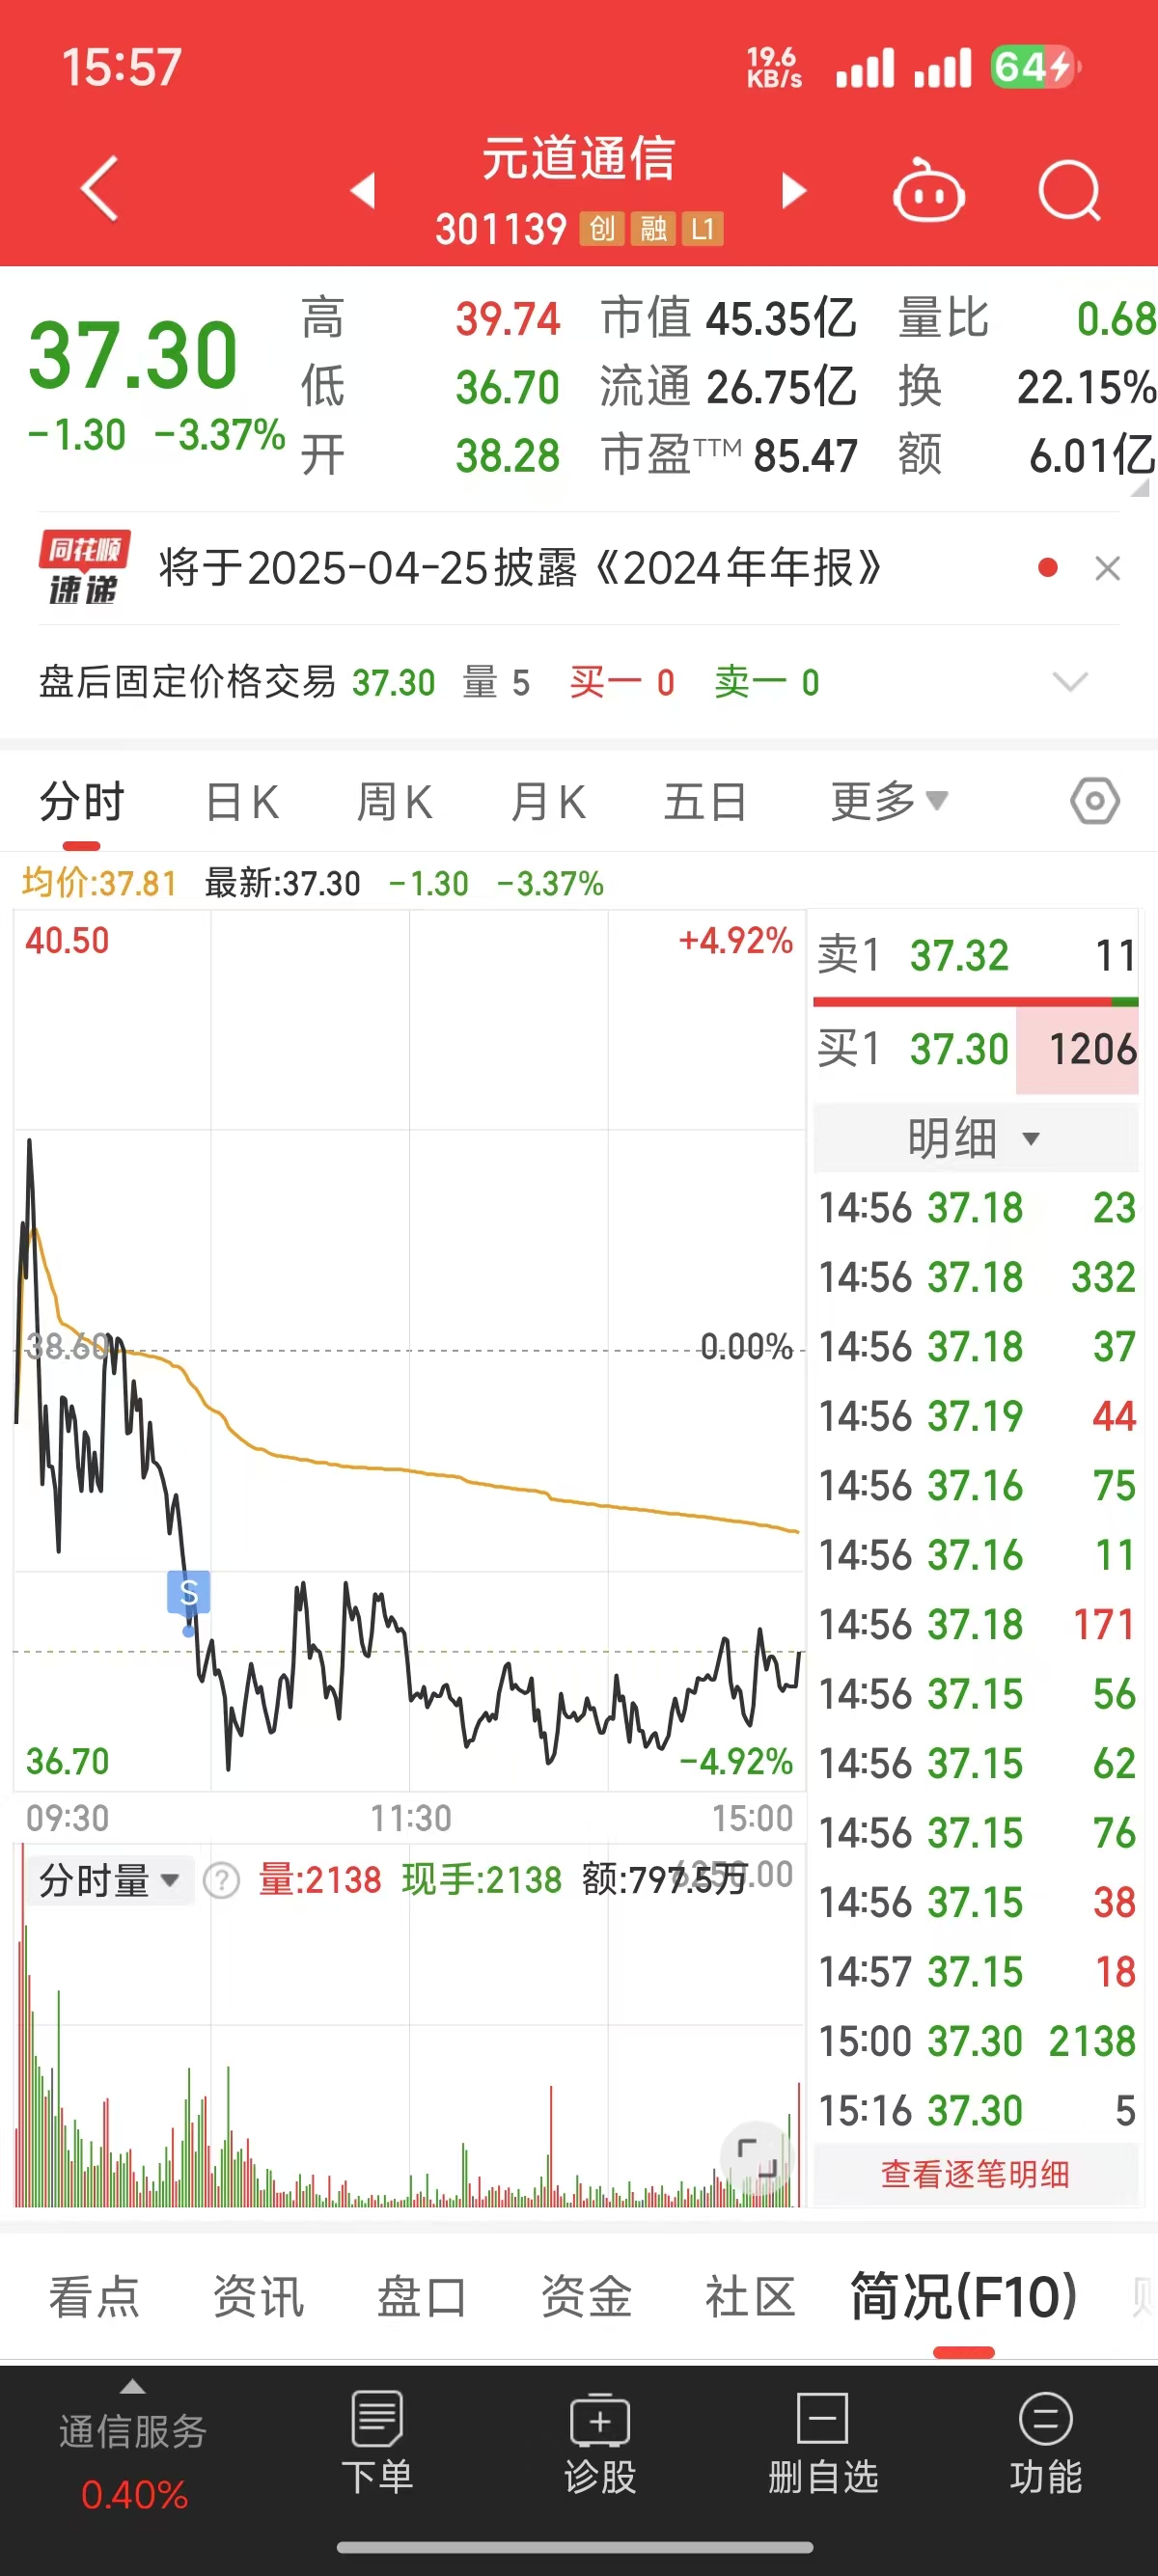 15:57 19.6 KB/s 64
元道通信
301139 创 融 L1
37.30
-1.30 -3.37%
高 39.74 市值 45.35亿 量比 0.68
低 36.70 流通 26.75亿 换 22.15%
开 38.28 市盈TTM 85.47 额 6.01亿
同花顺 速递 将于2025-04-25披露《2024年年报》
盘后固定价格交易 37.30 量 5 买一 0 卖一 0
分时 日K 周K 月K 五日 更多
均价:37.81 最新:37.30 -1.30 -3.37%
40.50 +4.92%
38.60 0.00%
S
36.70 -4.92%
09:30 11:30 15:00
分时量 ? 量:2138 现手:2138 额:797.5万 6250.00
卖1 37.32 11
买1 37.30 1206
明细
14:56 37.18 23
14:56 37.18 332
14:56 37.18 37
14:56 37.19 44
14:56 37.16 75
14:56 37.16 11
14:56 37.18 171
14:56 37.15 56
14:56 37.15 62
14:56 37.15 76
14:56 37.15 38
14:57 37.15 18
15:00 37.30 2138
15:16 37.30 5
查看逐笔明细
看点 资讯 盘口 资金 社区 简况(F10)
通信服务 下单 诊股 删自选 功能
0.40%